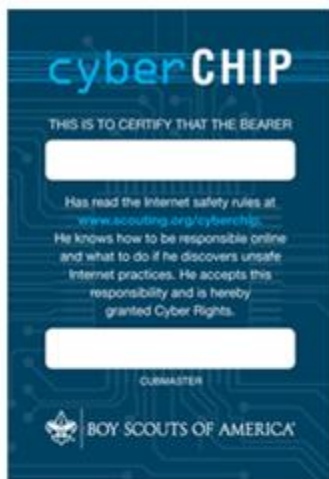 cyberCHIP
THIS IS TO CERTIFY THAT THE BEARER
Has read the Internet safety rules at
www.scouting.org/cyberchip.
He knows how to be responsible online
and what to do if he discovers unsafe
Internet practices. He accepts this
responsibility and is hereby
granted Cyber Rights.
CUBMASTER
BOY SCOUTS OF AMERICA®